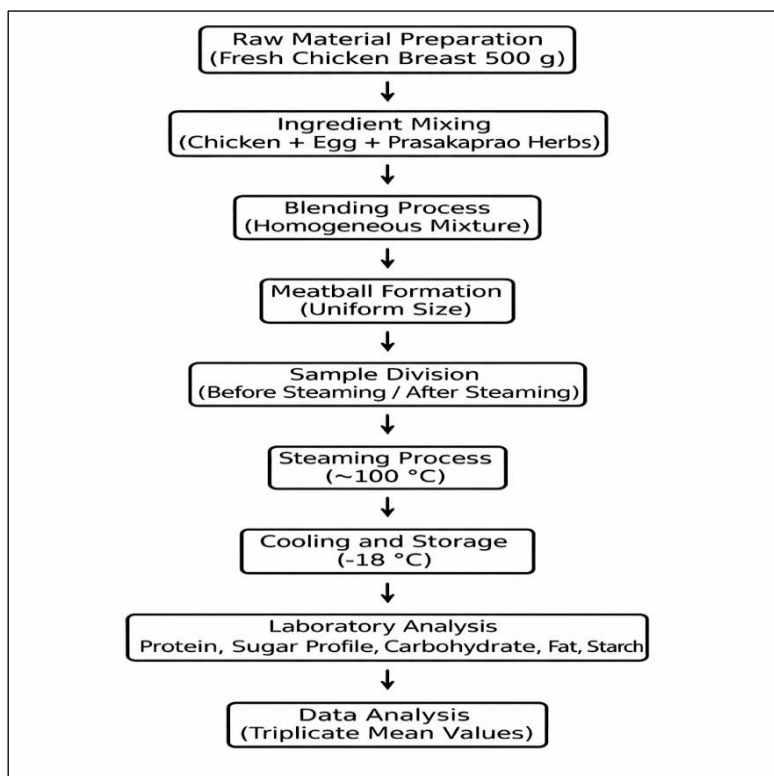 Raw Material Preparation
(Fresh Chicken Breast 500 g)
Ingredient Mixing
(Chicken + Egg + Prasakaprao Herbs)
Blending Process
(Homogeneous Mixture)
Meatball Formation
(Uniform Size)
Sample Division
(Before Steaming / After Steaming)
Steaming Process
(~100 °C)
Cooling and Storage
(-18 °C)
Laboratory Analysis
Protein, Sugar Profile, Carbohydrate, Fat, Starch
Data Analysis
(Triplicate Mean Values)